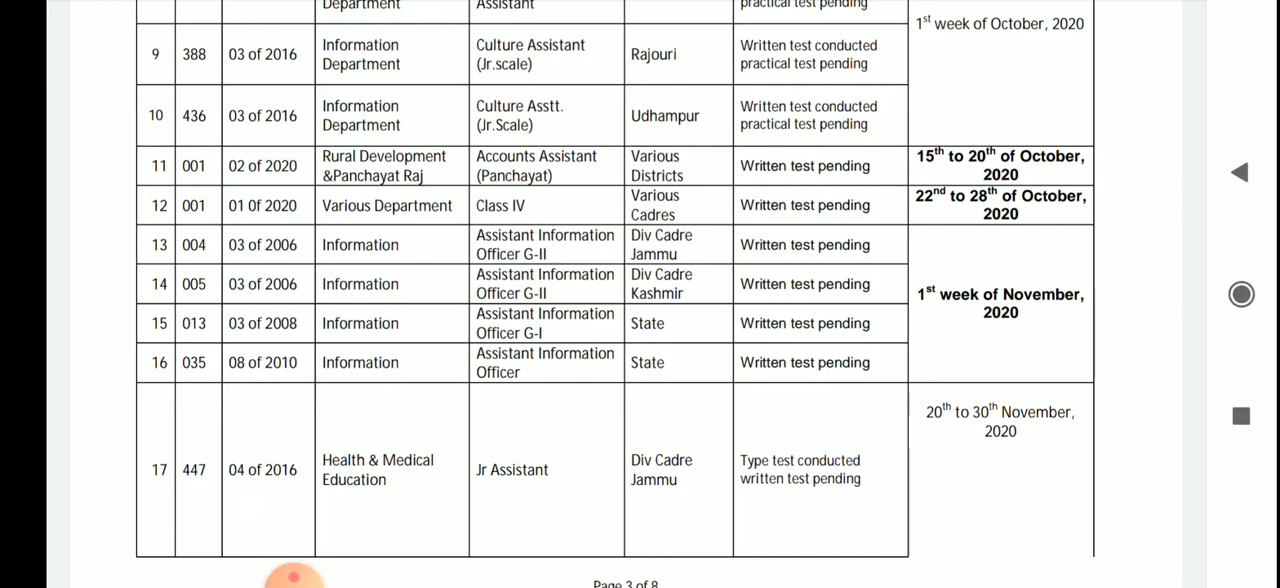 Department
Assistant
practical test pending
1st week of October, 2020
9
388
03 of 2016
Information
Department
Culture Assistant
(Jr.scale)
Rajouri
Written test conducted
practical test pending
10
436
03 of 2016
Information
Department
Culture Asstt.
(Jr.Scale)
Udhampur
Written test conducted
practical test pending
11
001
02 of 2020
Rural Development
&Panchayat Raj
Accounts Assistant
(Panchayat)
Various
Districts
Written test pending
15th to 20th of October,
2020
12
001
01 0f 2020
Various Department
Class IV
Various
Cadres
Written test pending
22nd to 28th of October,
2020
13
004
03 of 2006
Information
Assistant Information
Officer G-II
Div Cadre
Jammu
Written test pending
14
005
03 of 2006
Information
Assistant Information
Officer G-II
Div Cadre
Kashmir
Written test pending
1st week of November,
2020
15
013
03 of 2008
Information
Assistant Information
Officer G-I
State
Written test pending
16
035
08 of 2010
Information
Assistant Information
Officer
State
Written test pending
17
447
04 of 2016
Health & Medical
Education
Jr Assistant
Div Cadre
Jammu
Type test conducted
written test pending
20th to 30th November,
2020
Page 3 of 8